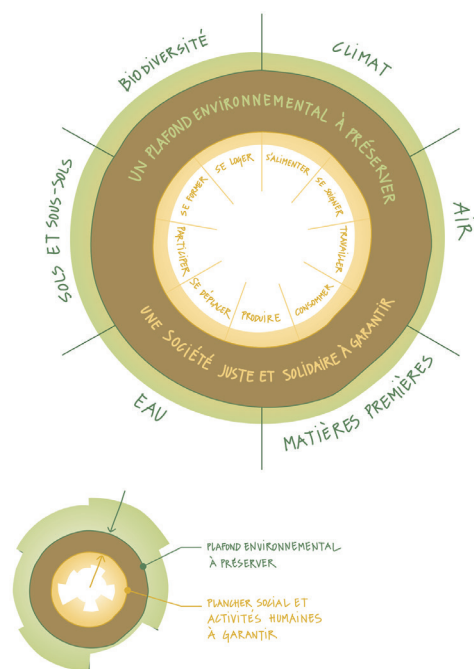 BIODIVERSITÉ
CLIMAT
AIR
MATIÈRES PREMIÈRES
EAU
SOLS ET SOUS-SOLS
UN PLAFOND ENVIRONNEMENTAL À PRÉSERVER
SE LOGER
S'ALIMENTER
SE SOIGNER
TRAVAILLER
CONSOMMER
PRODUIRE
SE DÉPLACER
PARTICIPER
SE FORMER
UNE SOCIÉTÉ JUSTE ET SOLIDAIRE À GARANTIR
PLAFOND ENVIRONNEMENTAL
À PRÉSERVER
PLANCHER SOCIAL ET
ACTIVITÉS HUMAINES
À GARANTIR